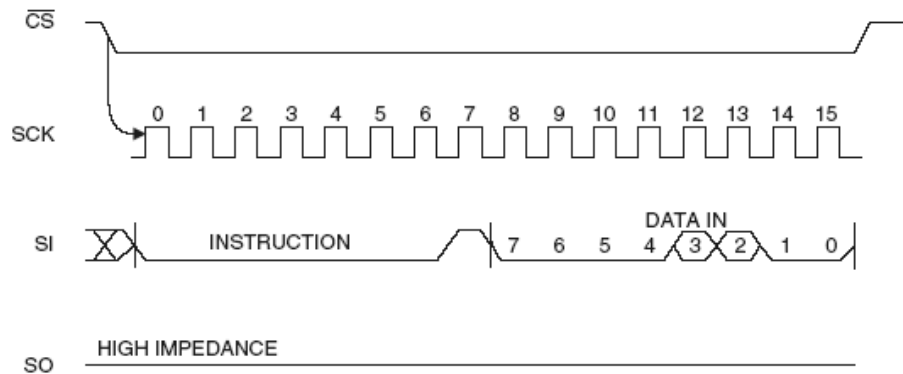 CS
0 1 2 3 4 5 6 7 8 9 10 11 12 13 14 15
SCK
DATA IN
SI INSTRUCTION 7 6 5 4 3 2 1 0
HIGH IMPEDANCE
SO